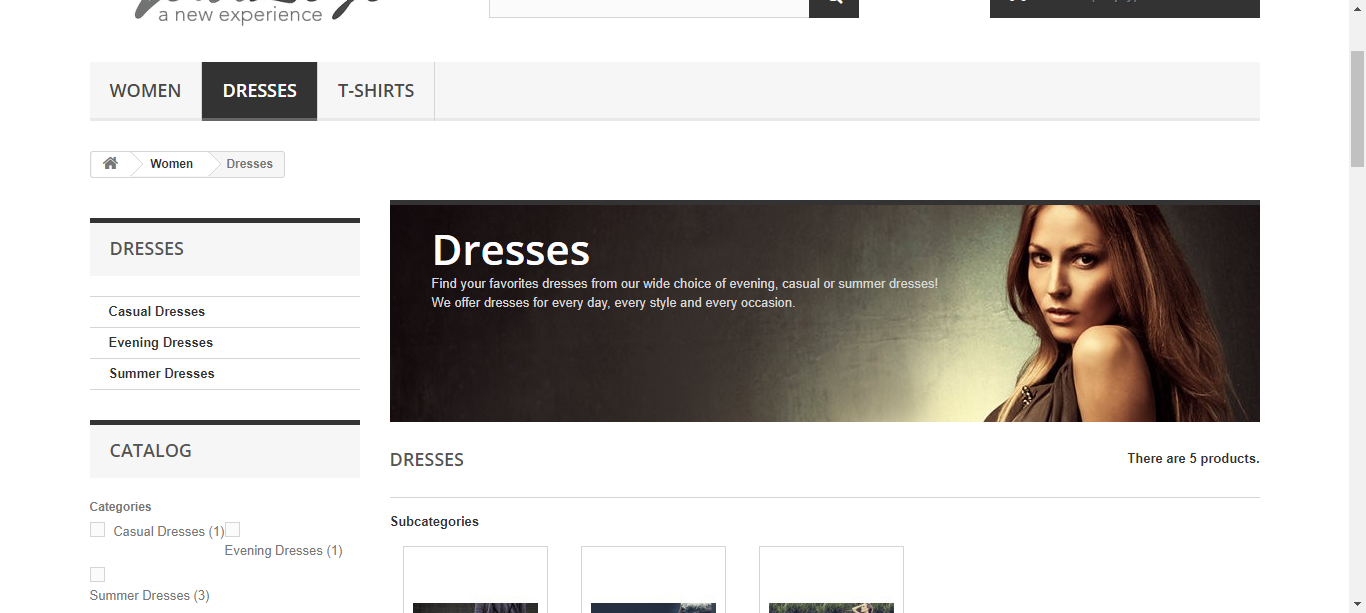 a new experience
WOMEN
DRESSES
T-SHIRTS
Women
Dresses
DRESSES
Casual Dresses
Evening Dresses
Summer Dresses
CATALOG
Categories
Casual Dresses (1)
Evening Dresses (1)
Summer Dresses (3)
Dresses
Find your favorites dresses from our wide choice of evening, casual or summer dresses!
We offer dresses for every day, every style and every occasion.
DRESSES
There are 5 products.
Subcategories